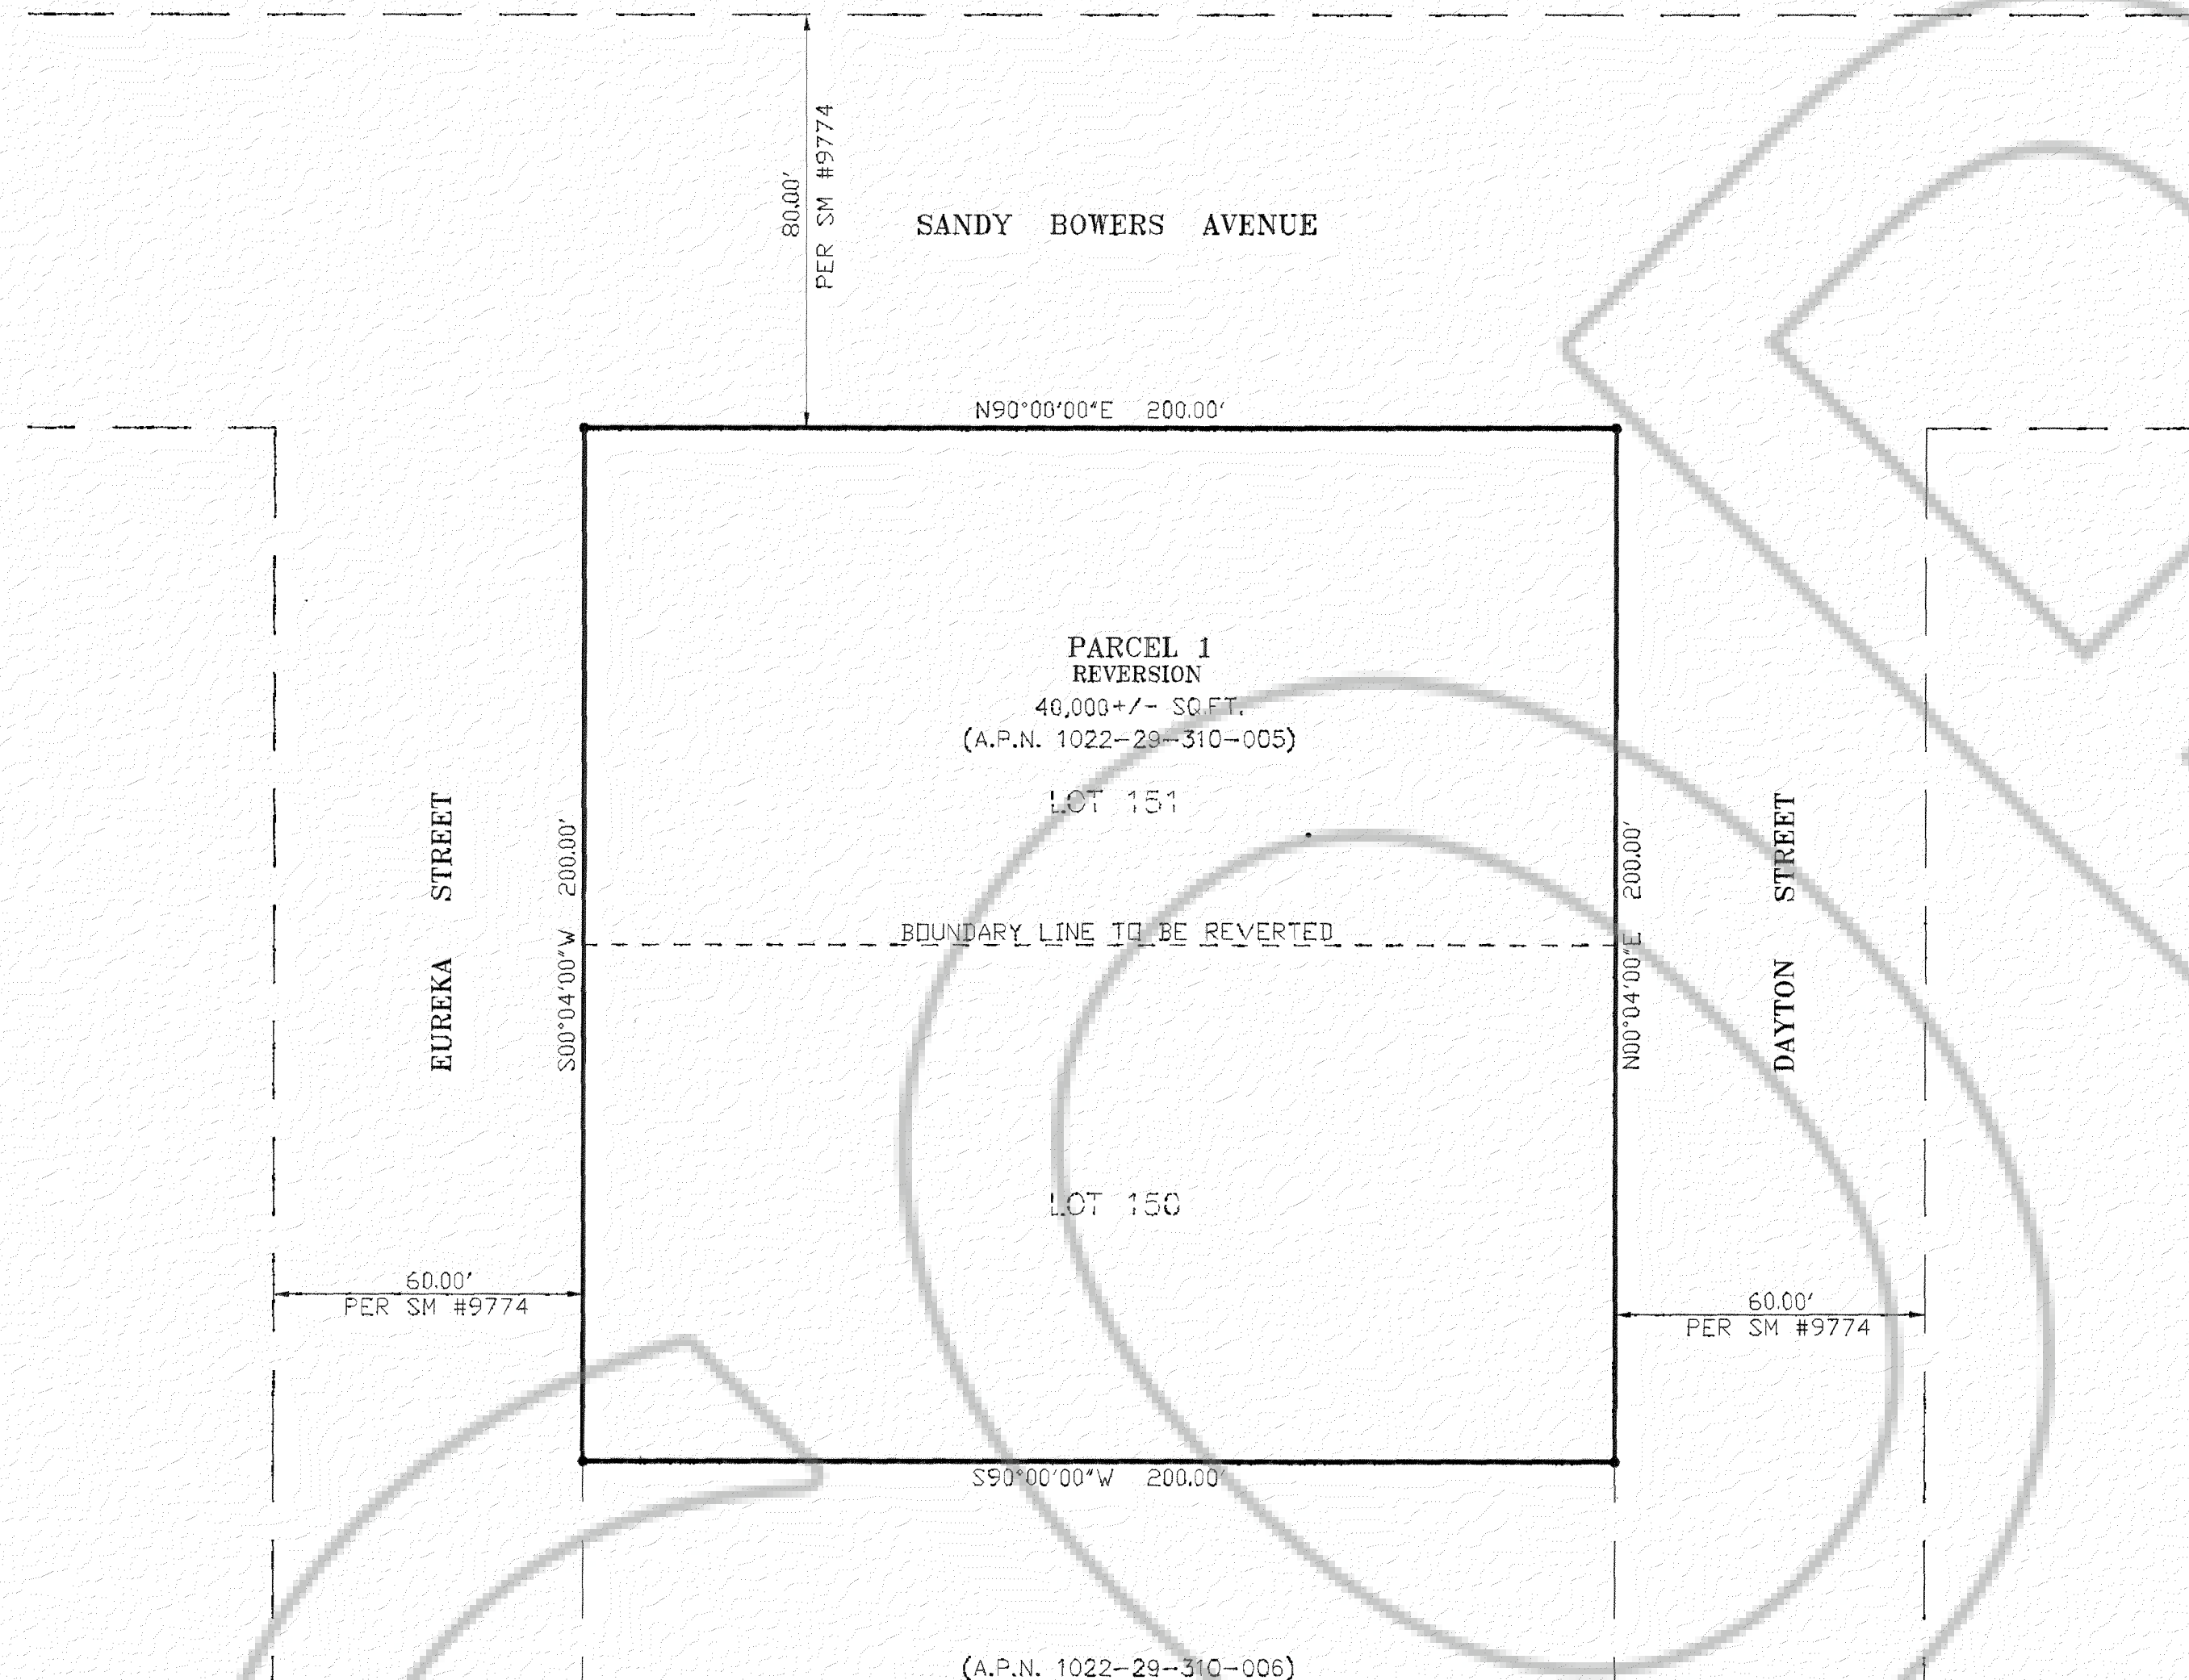 80.00'
PER SM #9774
SANDY BOWERS AVENUE
N90°00'00"E 200.00'
PARCEL 1
REVERSION
40,000+/- SQ.FT.
(A.P.N. 1022-29-310-005)
LOT 151
EUREKA STREET
S00°04'00"W 200.00'
BOUNDARY LINE TO BE REVERTED
N00°04'00"E 200.00'
DAYTON STREET
LOT 150
60.00'
PER SM #9774
60.00'
PER SM #9774
S90°00'00"W 200.00'
(A.P.N. 1022-29-310-006)